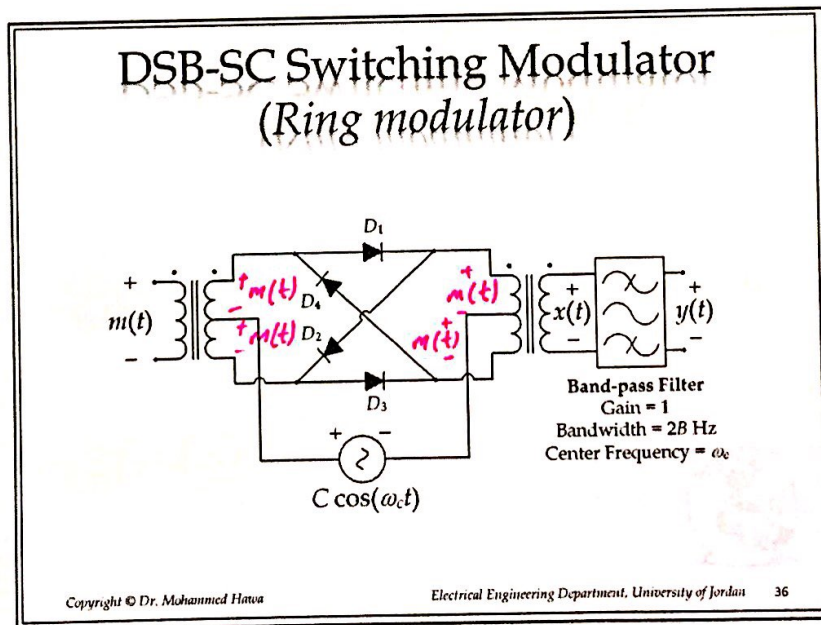 DSB-SC Switching Modulator
(Ring modulator)
D₁
+ m(t) −
+ m(t) −
+ m(t) −
D₄
D₂
+ m(t) −
+ m(t) −
+ x(t) −
+ y(t) −
D₃
Band-pass Filter
Gain = 1
Bandwidth = 2B Hz
Center Frequency = ω𝒸
+ −
C cos(ω𝒸t)
Copyright © Dr. Mohammed Hawa
Electrical Engineering Department, University of Jordan 36